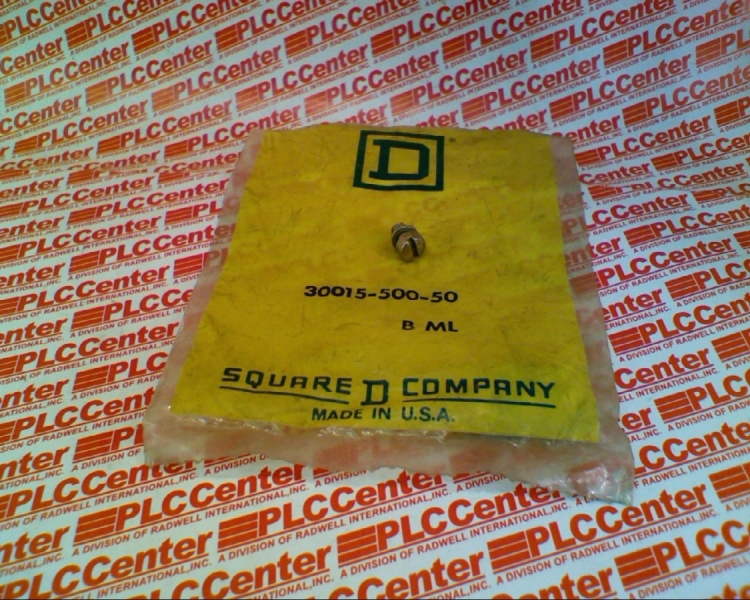 D
30015-500-50
B ML
SQUARE D COMPANY
MADE IN U.S.A.
PLCCenter
A DIVISION OF RADWELL INTERNATIONAL, INC.